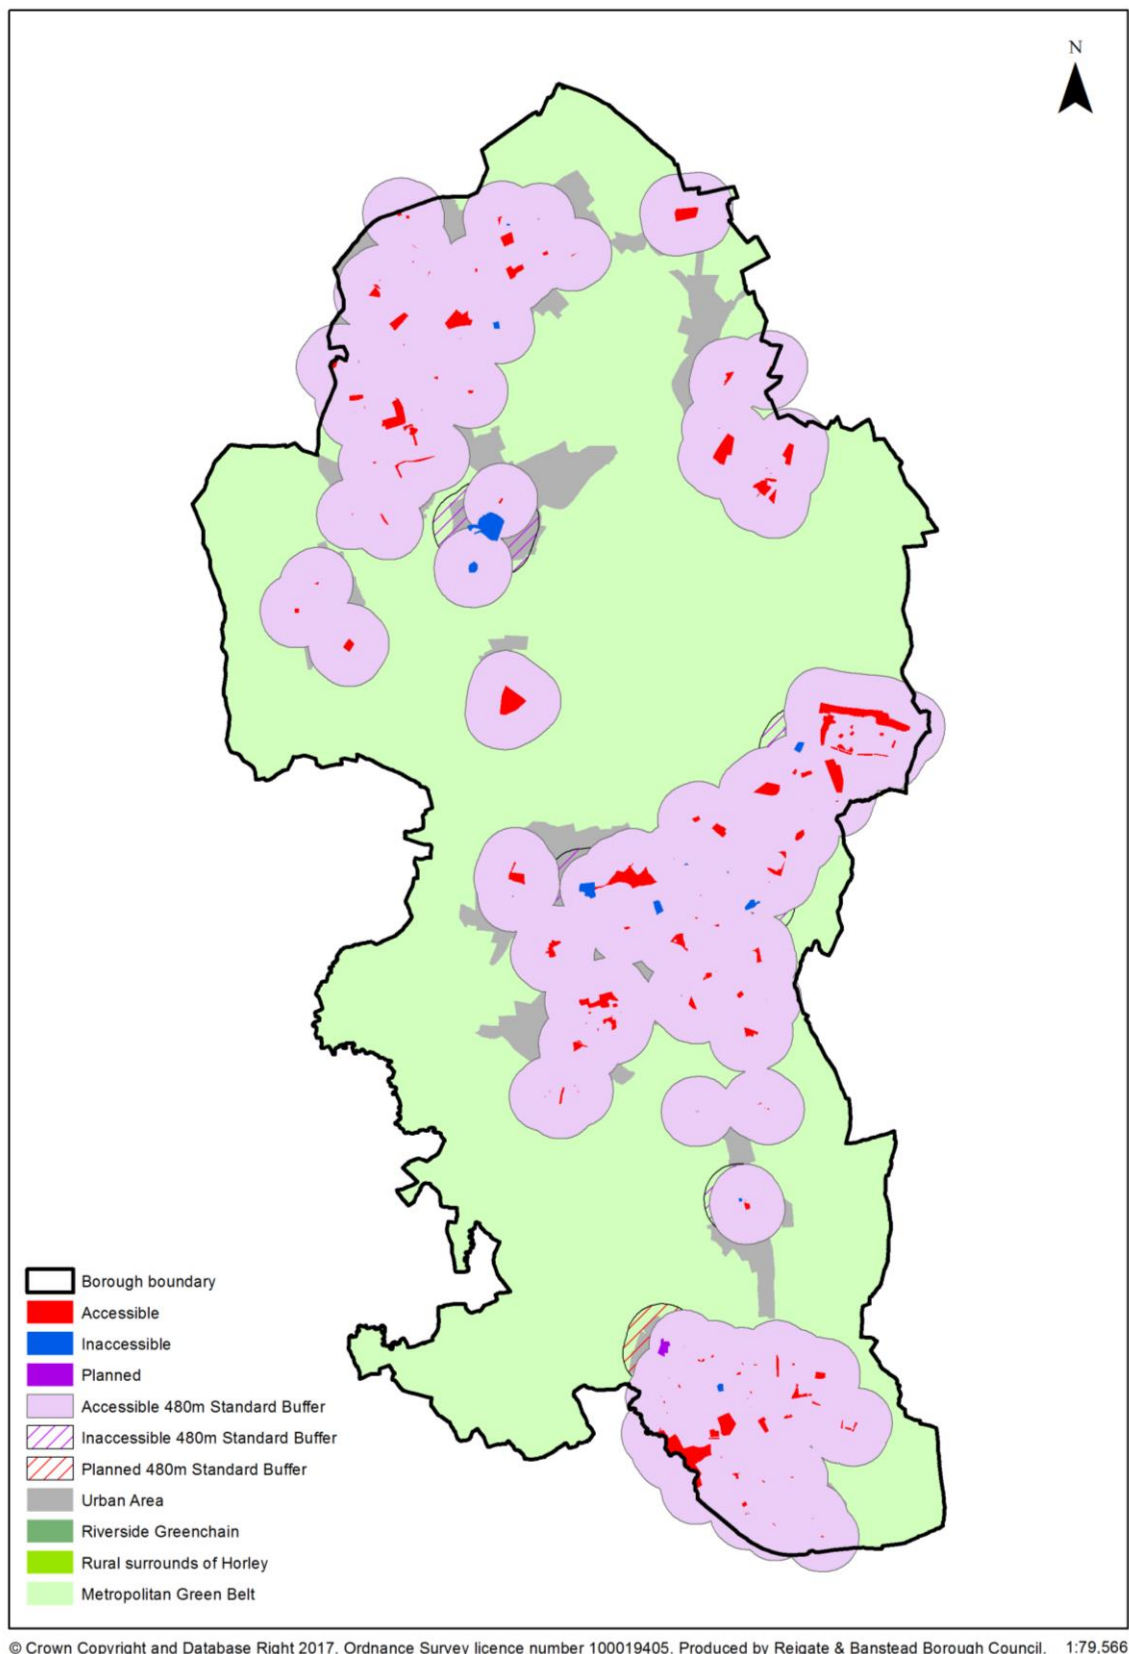 N
Borough boundary
Accessible
Inaccessible
Planned
Accessible 480m Standard Buffer
Inaccessible 480m Standard Buffer
Planned 480m Standard Buffer
Urban Area
Riverside Greenchain
Rural surrounds of Horley
Metropolitan Green Belt
© Crown Copyright and Database Right 2017. Ordnance Survey licence number 100019405. Produced by Reigate & Banstead Borough Council. 1:79,566